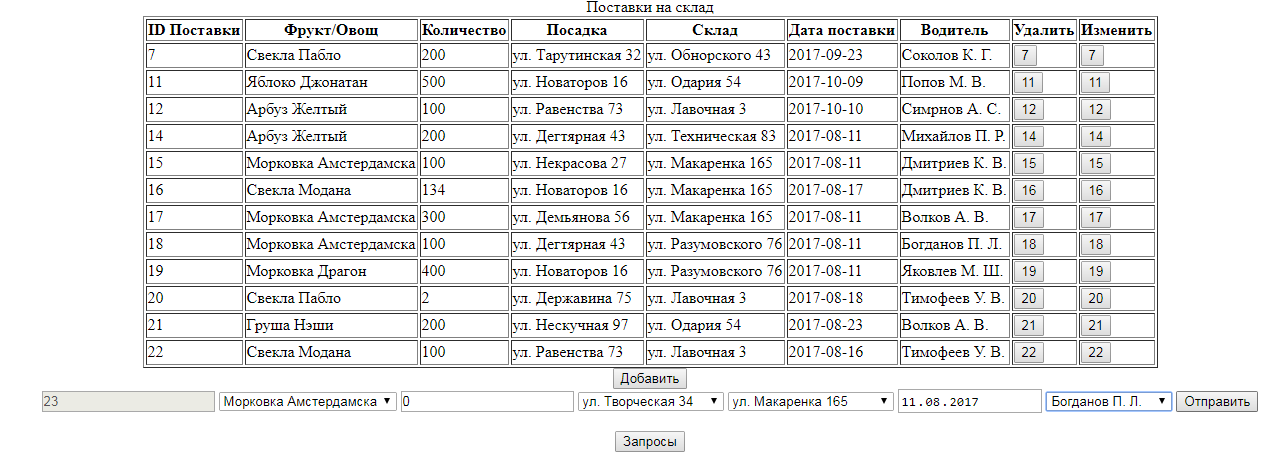 Поставки на склад
ID Поставки Фрукт/Овощ Количество Посадка Склад Дата поставки Водитель Удалить Изменить
7 Свекла Пабло 200 ул. Тарутинская 32 ул. Обнорского 43 2017-09-23 Соколов К. Г. 7 7
11 Яблоко Джонатан 500 ул. Новаторов 16 ул. Одария 54 2017-10-09 Попов М. В. 11 11
12 Арбуз Желтый 100 ул. Равенства 73 ул. Лавочная 3 2017-10-10 Симрнов А. С. 12 12
14 Арбуз Желтый 200 ул. Дегтярная 43 ул. Техническая 83 2017-08-11 Михайлов П. Р. 14 14
15 Морковка Амстердамска 100 ул. Некрасова 27 ул. Макаренка 165 2017-08-11 Дмитриев К. В. 15 15
16 Свекла Модана 134 ул. Новаторов 16 ул. Макаренка 165 2017-08-17 Дмитриев К. В. 16 16
17 Морковка Амстердамска 300 ул. Демьянова 56 ул. Макаренка 165 2017-08-11 Волков А. В. 17 17
18 Морковка Амстердамска 100 ул. Дегтярная 43 ул. Разумовского 76 2017-08-11 Богданов П. Л. 18 18
19 Морковка Драгон 400 ул. Новаторов 16 ул. Разумовского 76 2017-08-11 Яковлев М. Ш. 19 19
20 Свекла Пабло 2 ул. Державина 75 ул. Лавочная 3 2017-08-18 Тимофеев У. В. 20 20
21 Груша Нэши 200 ул. Нескучная 97 ул. Одария 54 2017-08-23 Волков А. В. 21 21
22 Свекла Модана 100 ул. Равенства 73 ул. Лавочная 3 2017-08-16 Тимофеев У. В. 22 22
Добавить
23 Морковка Амстердамска 0 ул. Творческая 34 ул. Макаренка 165 11.08.2017 Богданов П. Л. Отправить
Запросы